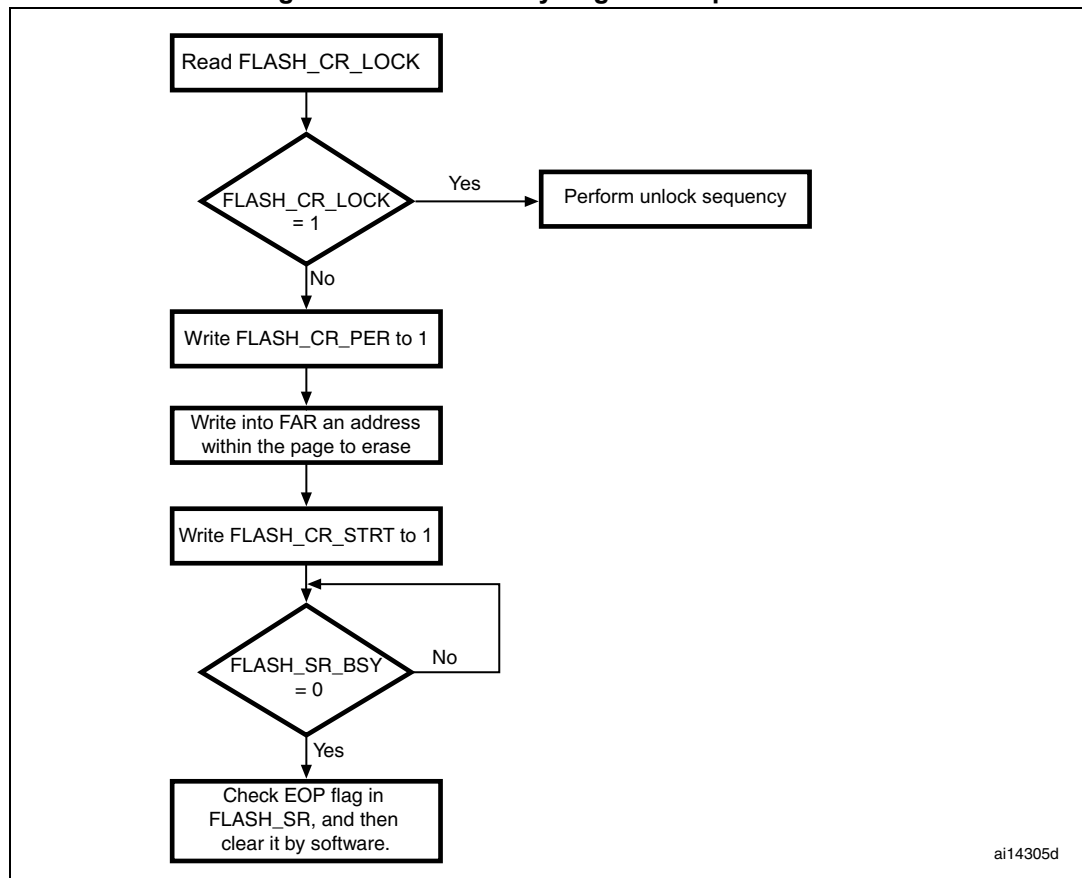 Read FLASH_CR_LOCK
FLASH_CR_LOCK
= 1
Yes
Perform unlock sequency
No
Write FLASH_CR_PER to 1
Write into FAR an address
within the page to erase
Write FLASH_CR_STRT to 1
FLASH_SR_BSY
= 0
No
Yes
Check EOP flag in
FLASH_SR, and then
clear it by software.
ai14305d